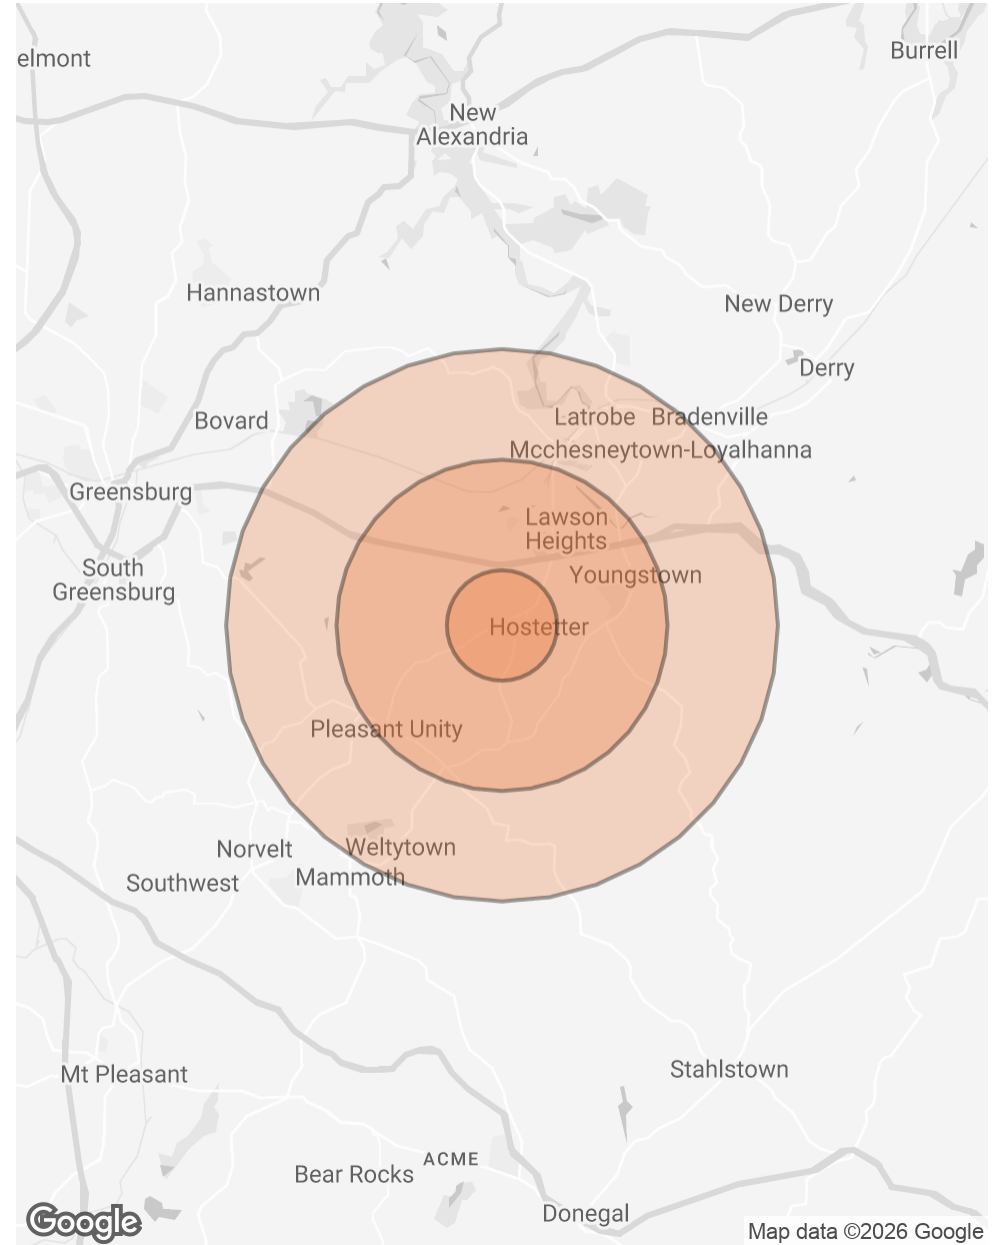 elmont
Burrell
New
Alexandria
Hannastown
New Derry
Derry
Bovard
Latrobe
Bradenville
Mcchesneytown-Loyalhanna
Greensburg
Lawson
Heights
South
Greensburg
Youngstown
Hostetter
Pleasant Unity
Norvelt
Weltytown
Southwest
Mammoth
Mt Pleasant
Stahlstown
ACME
Bear Rocks
Donegal
Google
Map data ©2026 Google